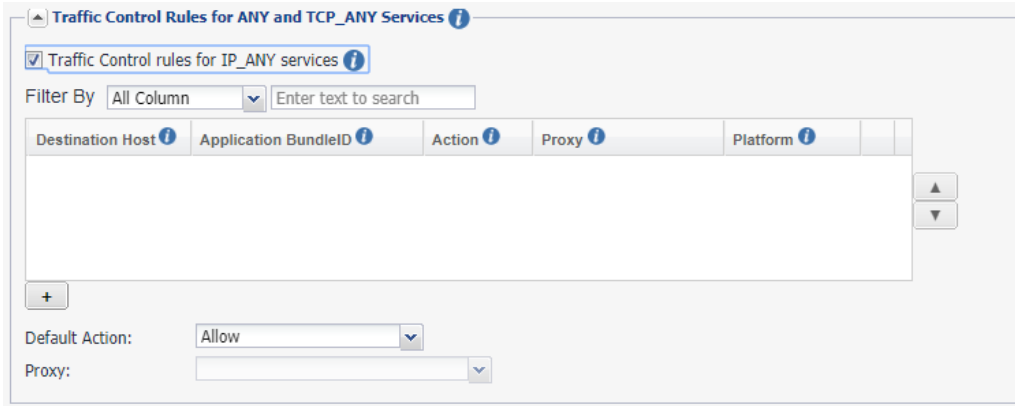 Traffic Control Rules for ANY and TCP_ANY Services
Traffic Control rules for IP_ANY services
Filter By All Column Enter text to search
Destination Host Application BundleID Action Proxy Platform
+
Default Action: Allow
Proxy: